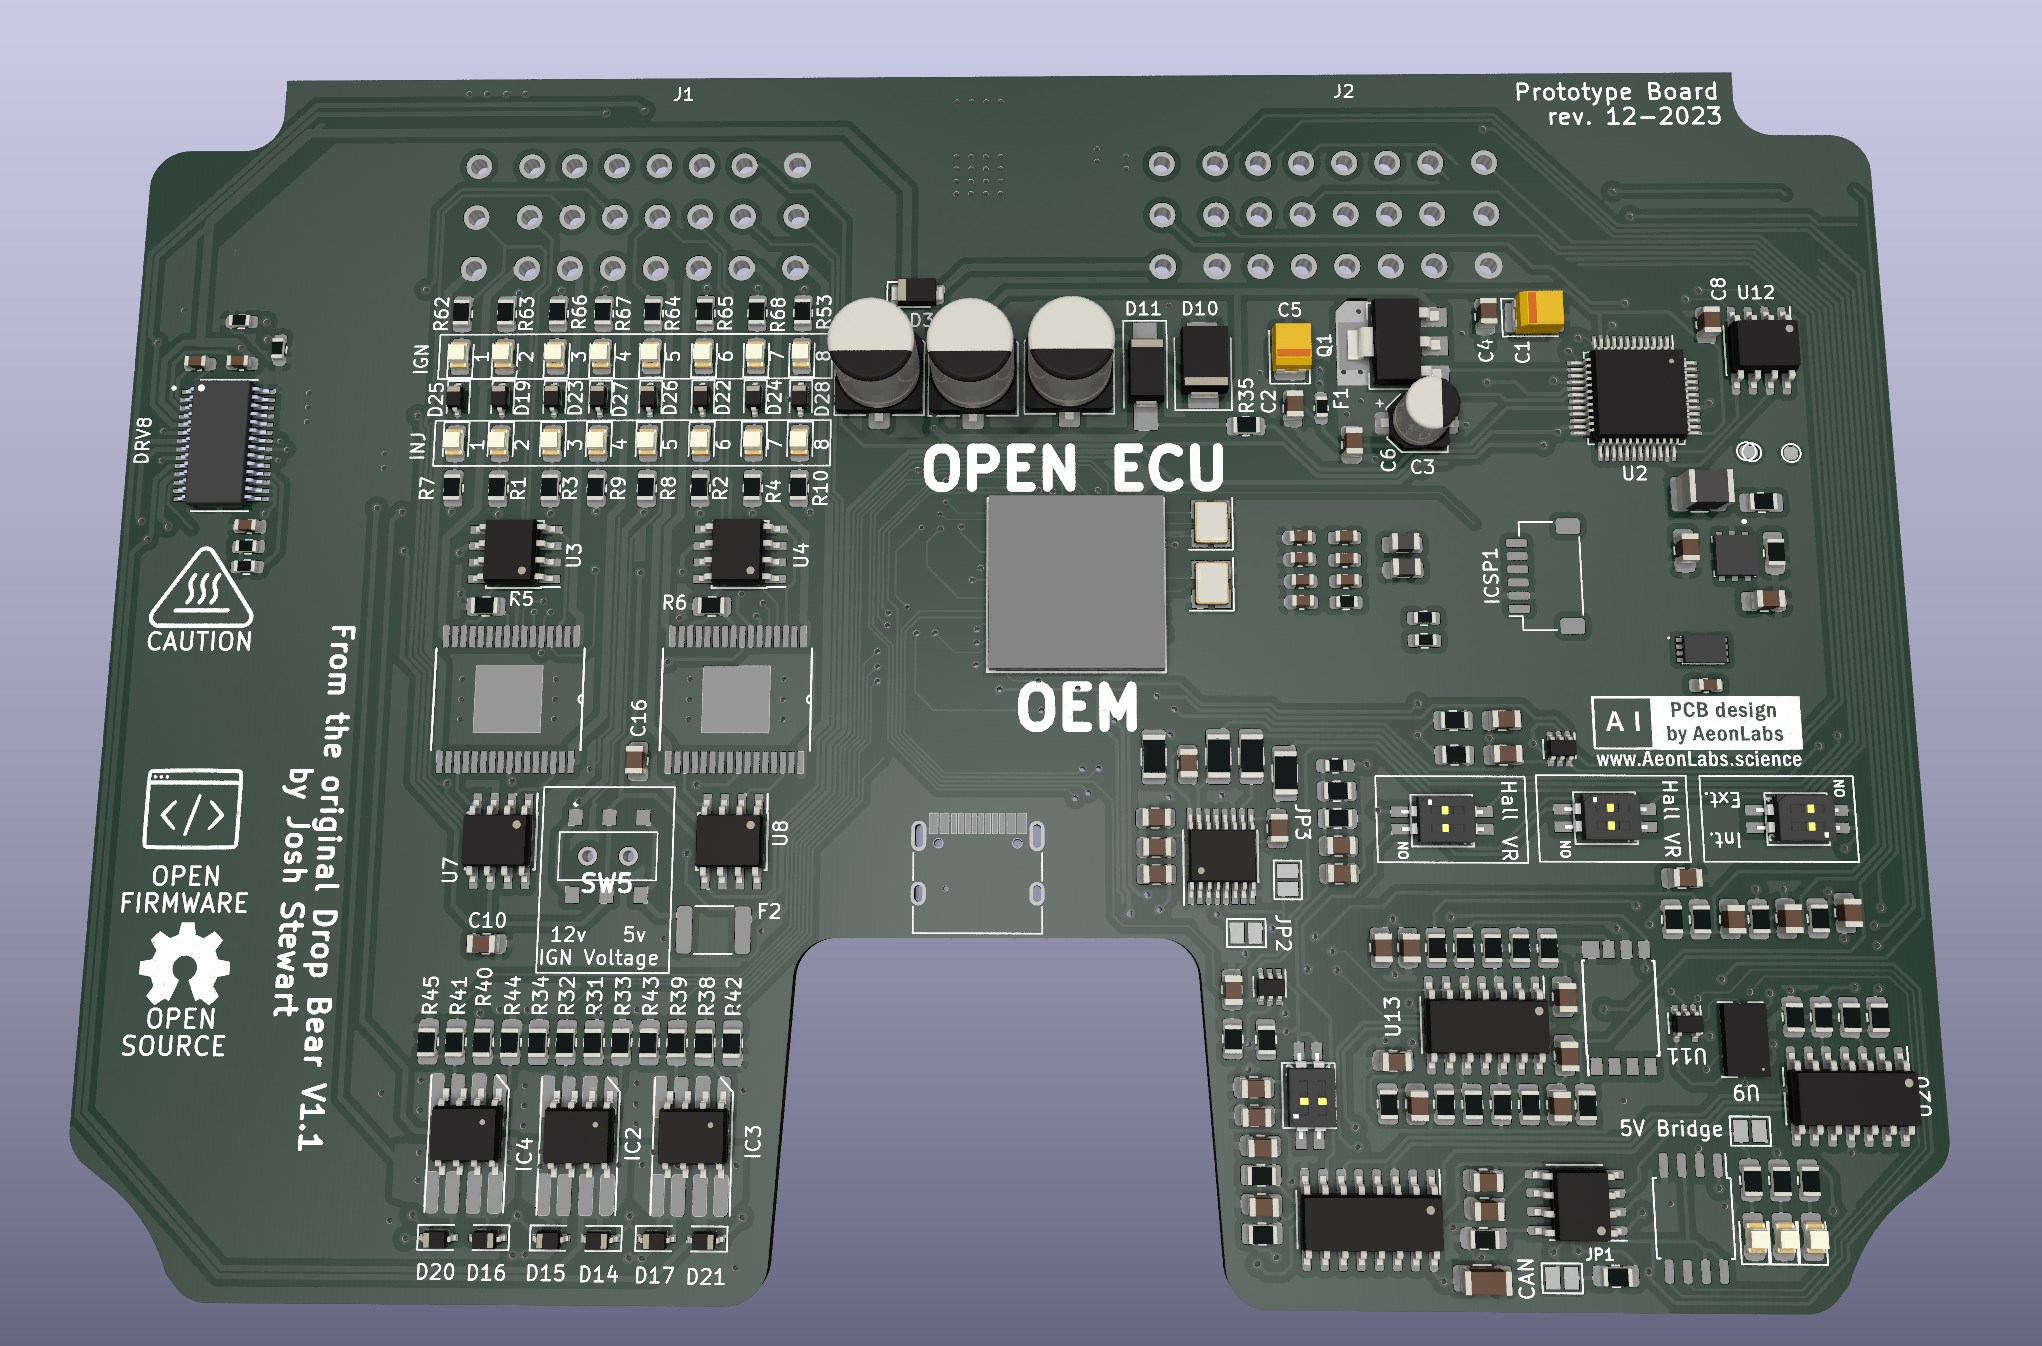 J1
J2
Prototype Board
rev. 12-2023
R62
R63
R66
R67
R64
R65
R68
R53
D3
D11
D10
C5
Q1
C4
C1
C8
U12
IGN
1
2
3
4
5
6
7
8
D25
D19
D23
D27
D26
D22
D24
D28
R35
C2
F1
+
C6
C3
U2
INJ
1
2
3
4
5
6
7
8
DRV8
R7
R1
R3
R9
R8
R2
R4
R10
OPEN ECU
U3
U4
R5
R6
ICSP1
CAUTION
OEM
From the original Drop Bear V1.1
by Josh Stewart
C16
AI
PCB design
by AeonLabs
www.AeonLabs.science
</>
OPEN
FIRMWARE
OPEN
SOURCE
U7
U8
SW5
12v 5v
IGN Voltage
C10
F2
JP3
JP2
Hall VR
NO
Hall VR
NO
Ext.
Int.
NO
R45
R41
R40
R44
R34
R32
R31
R33
R43
R39
R38
R42
U13
U11
U9
U20
5V Bridge
IC4
IC2
IC3
D20
D16
D15
D14
D17
D21
JP1
CAN